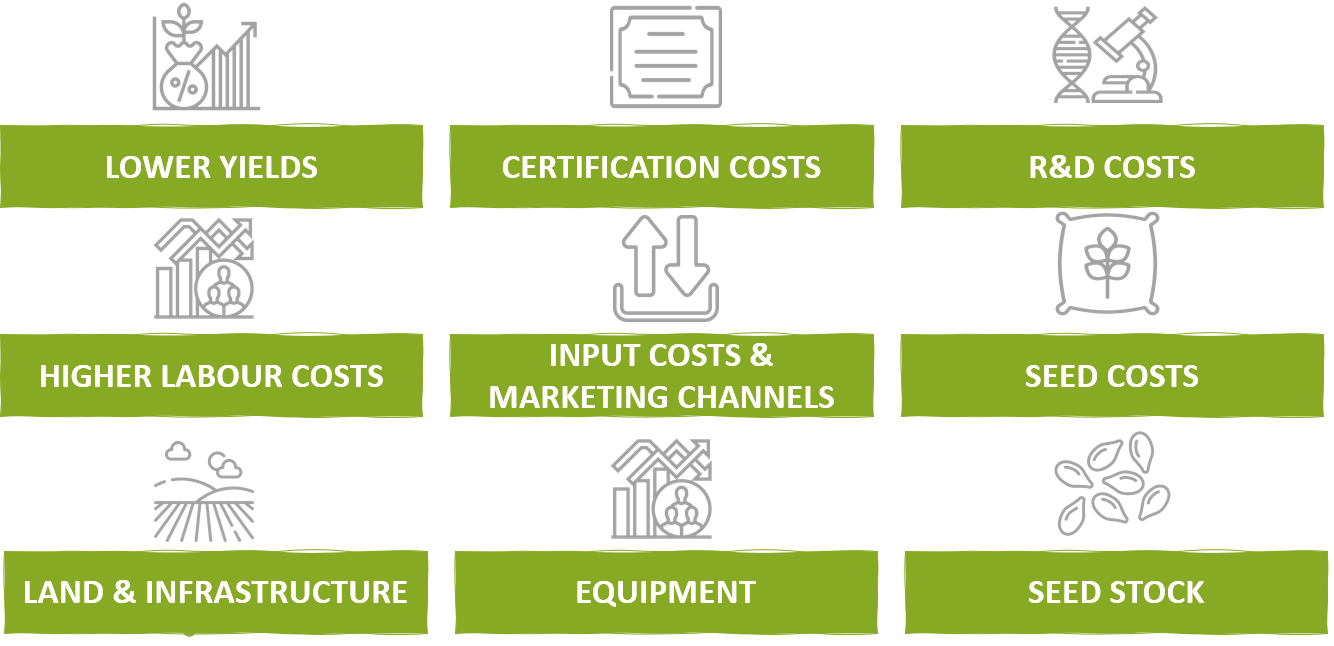 LOWER YIELDS
CERTIFICATION COSTS
R&D COSTS
HIGHER LABOUR COSTS
INPUT COSTS &
MARKETING CHANNELS
SEED COSTS
LAND & INFRASTRUCTURE
EQUIPMENT
SEED STOCK